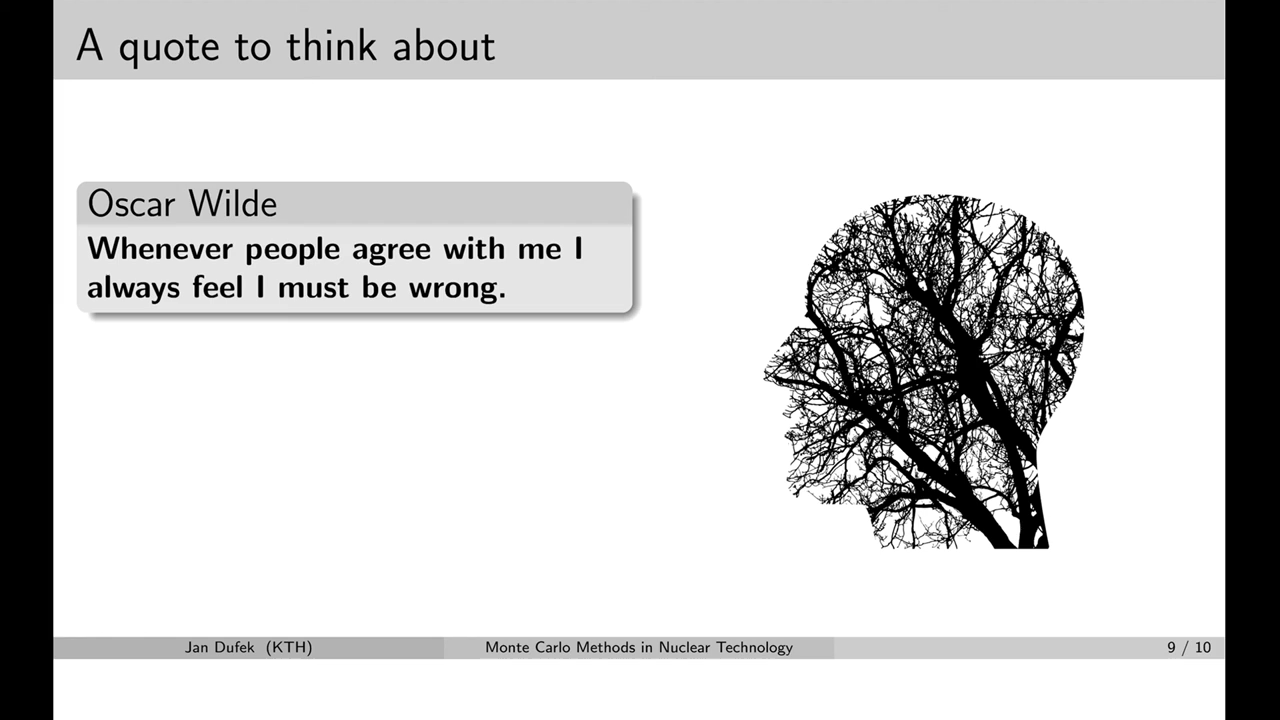 A quote to think about
Oscar Wilde
Whenever people agree with me I
always feel I must be wrong.
Jan Dufek (KTH)
Monte Carlo Methods in Nuclear Technology
9 / 10